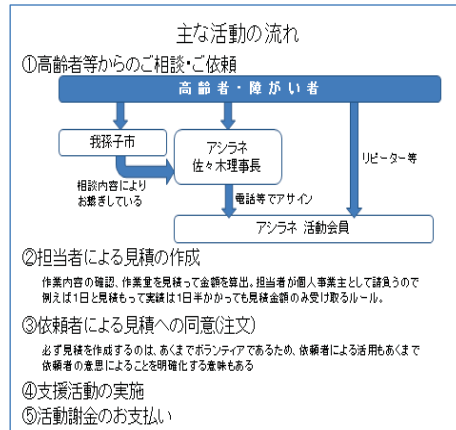 主な活動の流れ
①高齢者等からのご相談・ご依頼
高齢者・障がい者
我孫子市
アシラネ
佐々木理事長
リピーター等
相談内容により
お繋ぎしている
電話等でアサイン
アシラネ 活動会員
②担当者による見積の作成
作業内容の確認、作業量を見積って金額を算出。担当者が個人事業主として請負うので
例えば1日と見積もって実績は1日半かかっても見積金額のみ受け取るルール。
③依頼者による見積への同意(注文)
必ず見積を作成するのは、あくまでボランティアであるため、依頼者による活用もあくまで
依頼者の意思によることを明確化する意味もある
④支援活動の実施
⑤活動謝金のお支払い